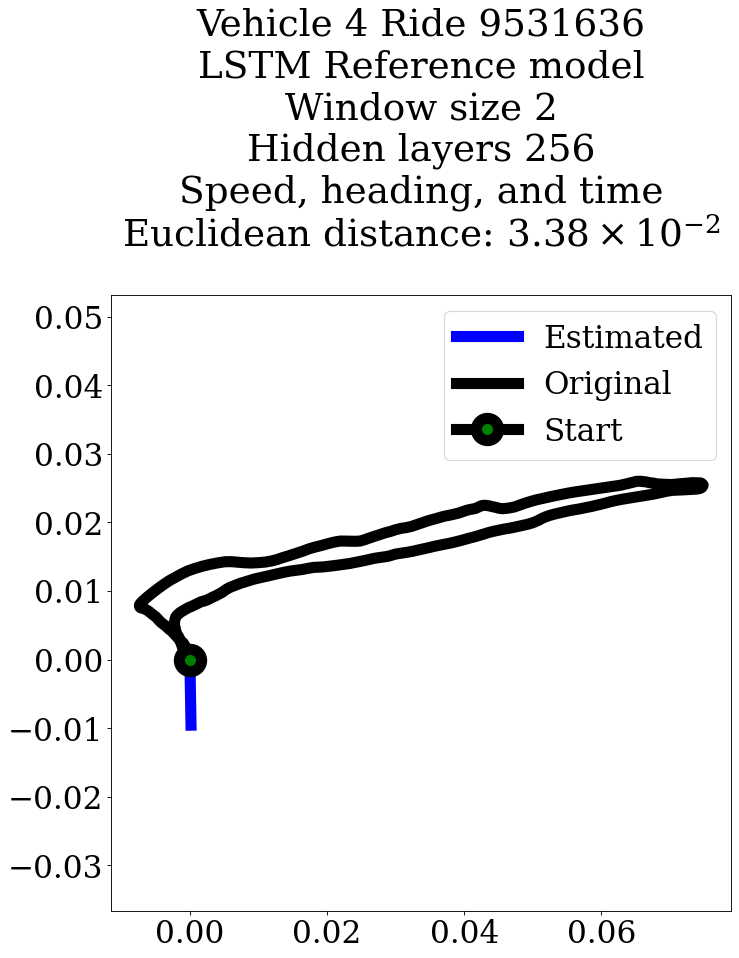 Vehicle 4 Ride 9531636
LSTM Reference model
Window size 2
Hidden layers 256
Speed, heading, and time
Euclidean distance: 3.38 × 10⁻²
Estimated
Original
Start
0.05
0.04
0.03
0.02
0.01
0.00
−0.01
−0.02
−0.03
0.00 0.02 0.04 0.06